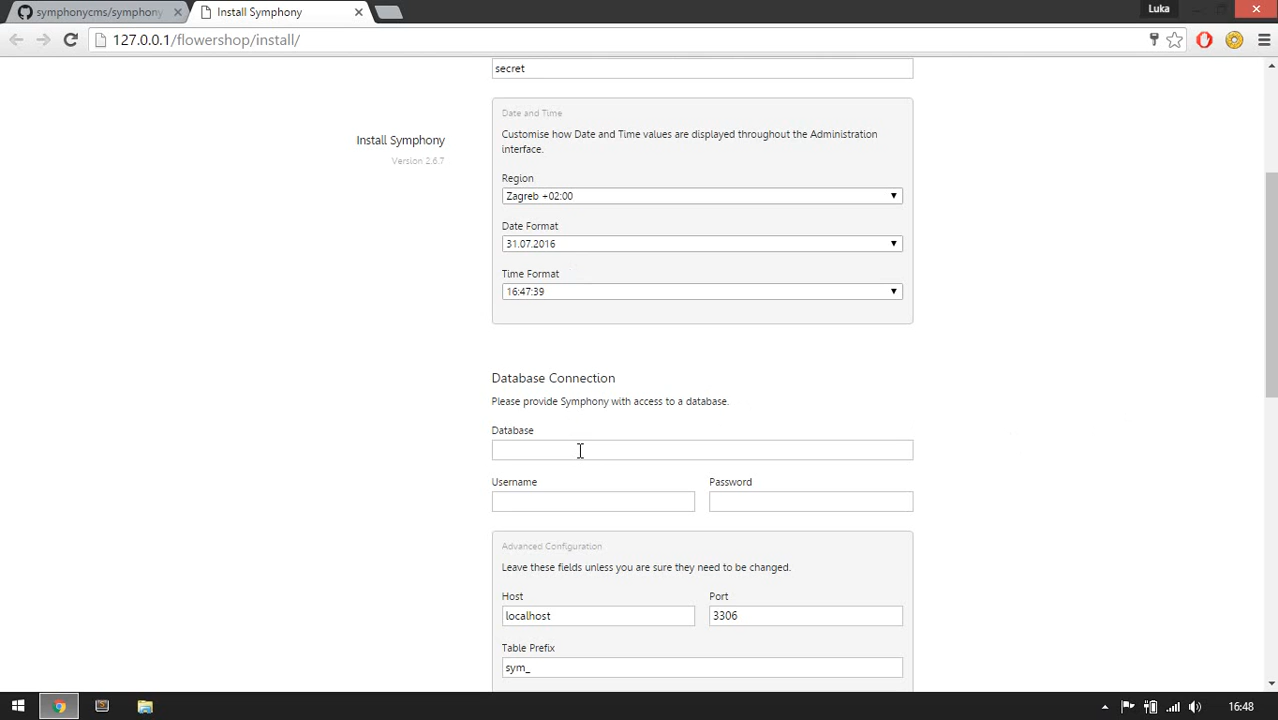 symphonycms/symphony
Install Symphony
Luka
127.0.0.1/flowershop/install/
secret
Install Symphony
Version 2.6.7
Date and Time
Customise how Date and Time values are displayed throughout the Administration
interface.
Region
Zagreb +02:00
Date Format
31.07.2016
Time Format
16:47:39
Database Connection
Please provide Symphony with access to a database.
Database
Username
Password
Advanced Configuration
Leave these fields unless you are sure they need to be changed.
Host
Port
localhost
3306
Table Prefix
sym_
16:48